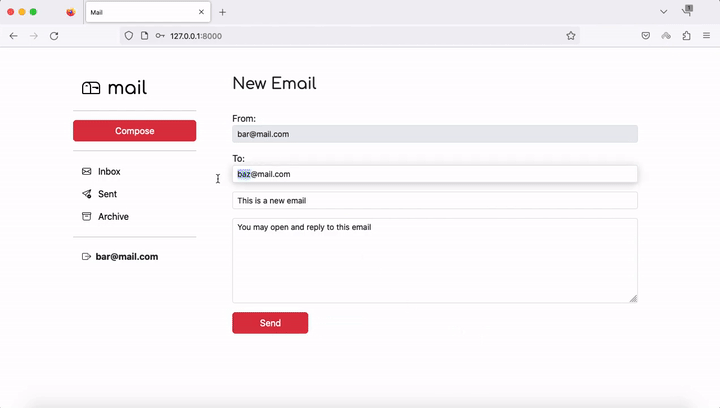 Mail
127.0.0.1:8000
mail
New Email
From:
bar@mail.com
Compose
To:
baz@mail.com
Inbox
Sent
Archive
This is a new email
You may open and reply to this email
bar@mail.com
Send